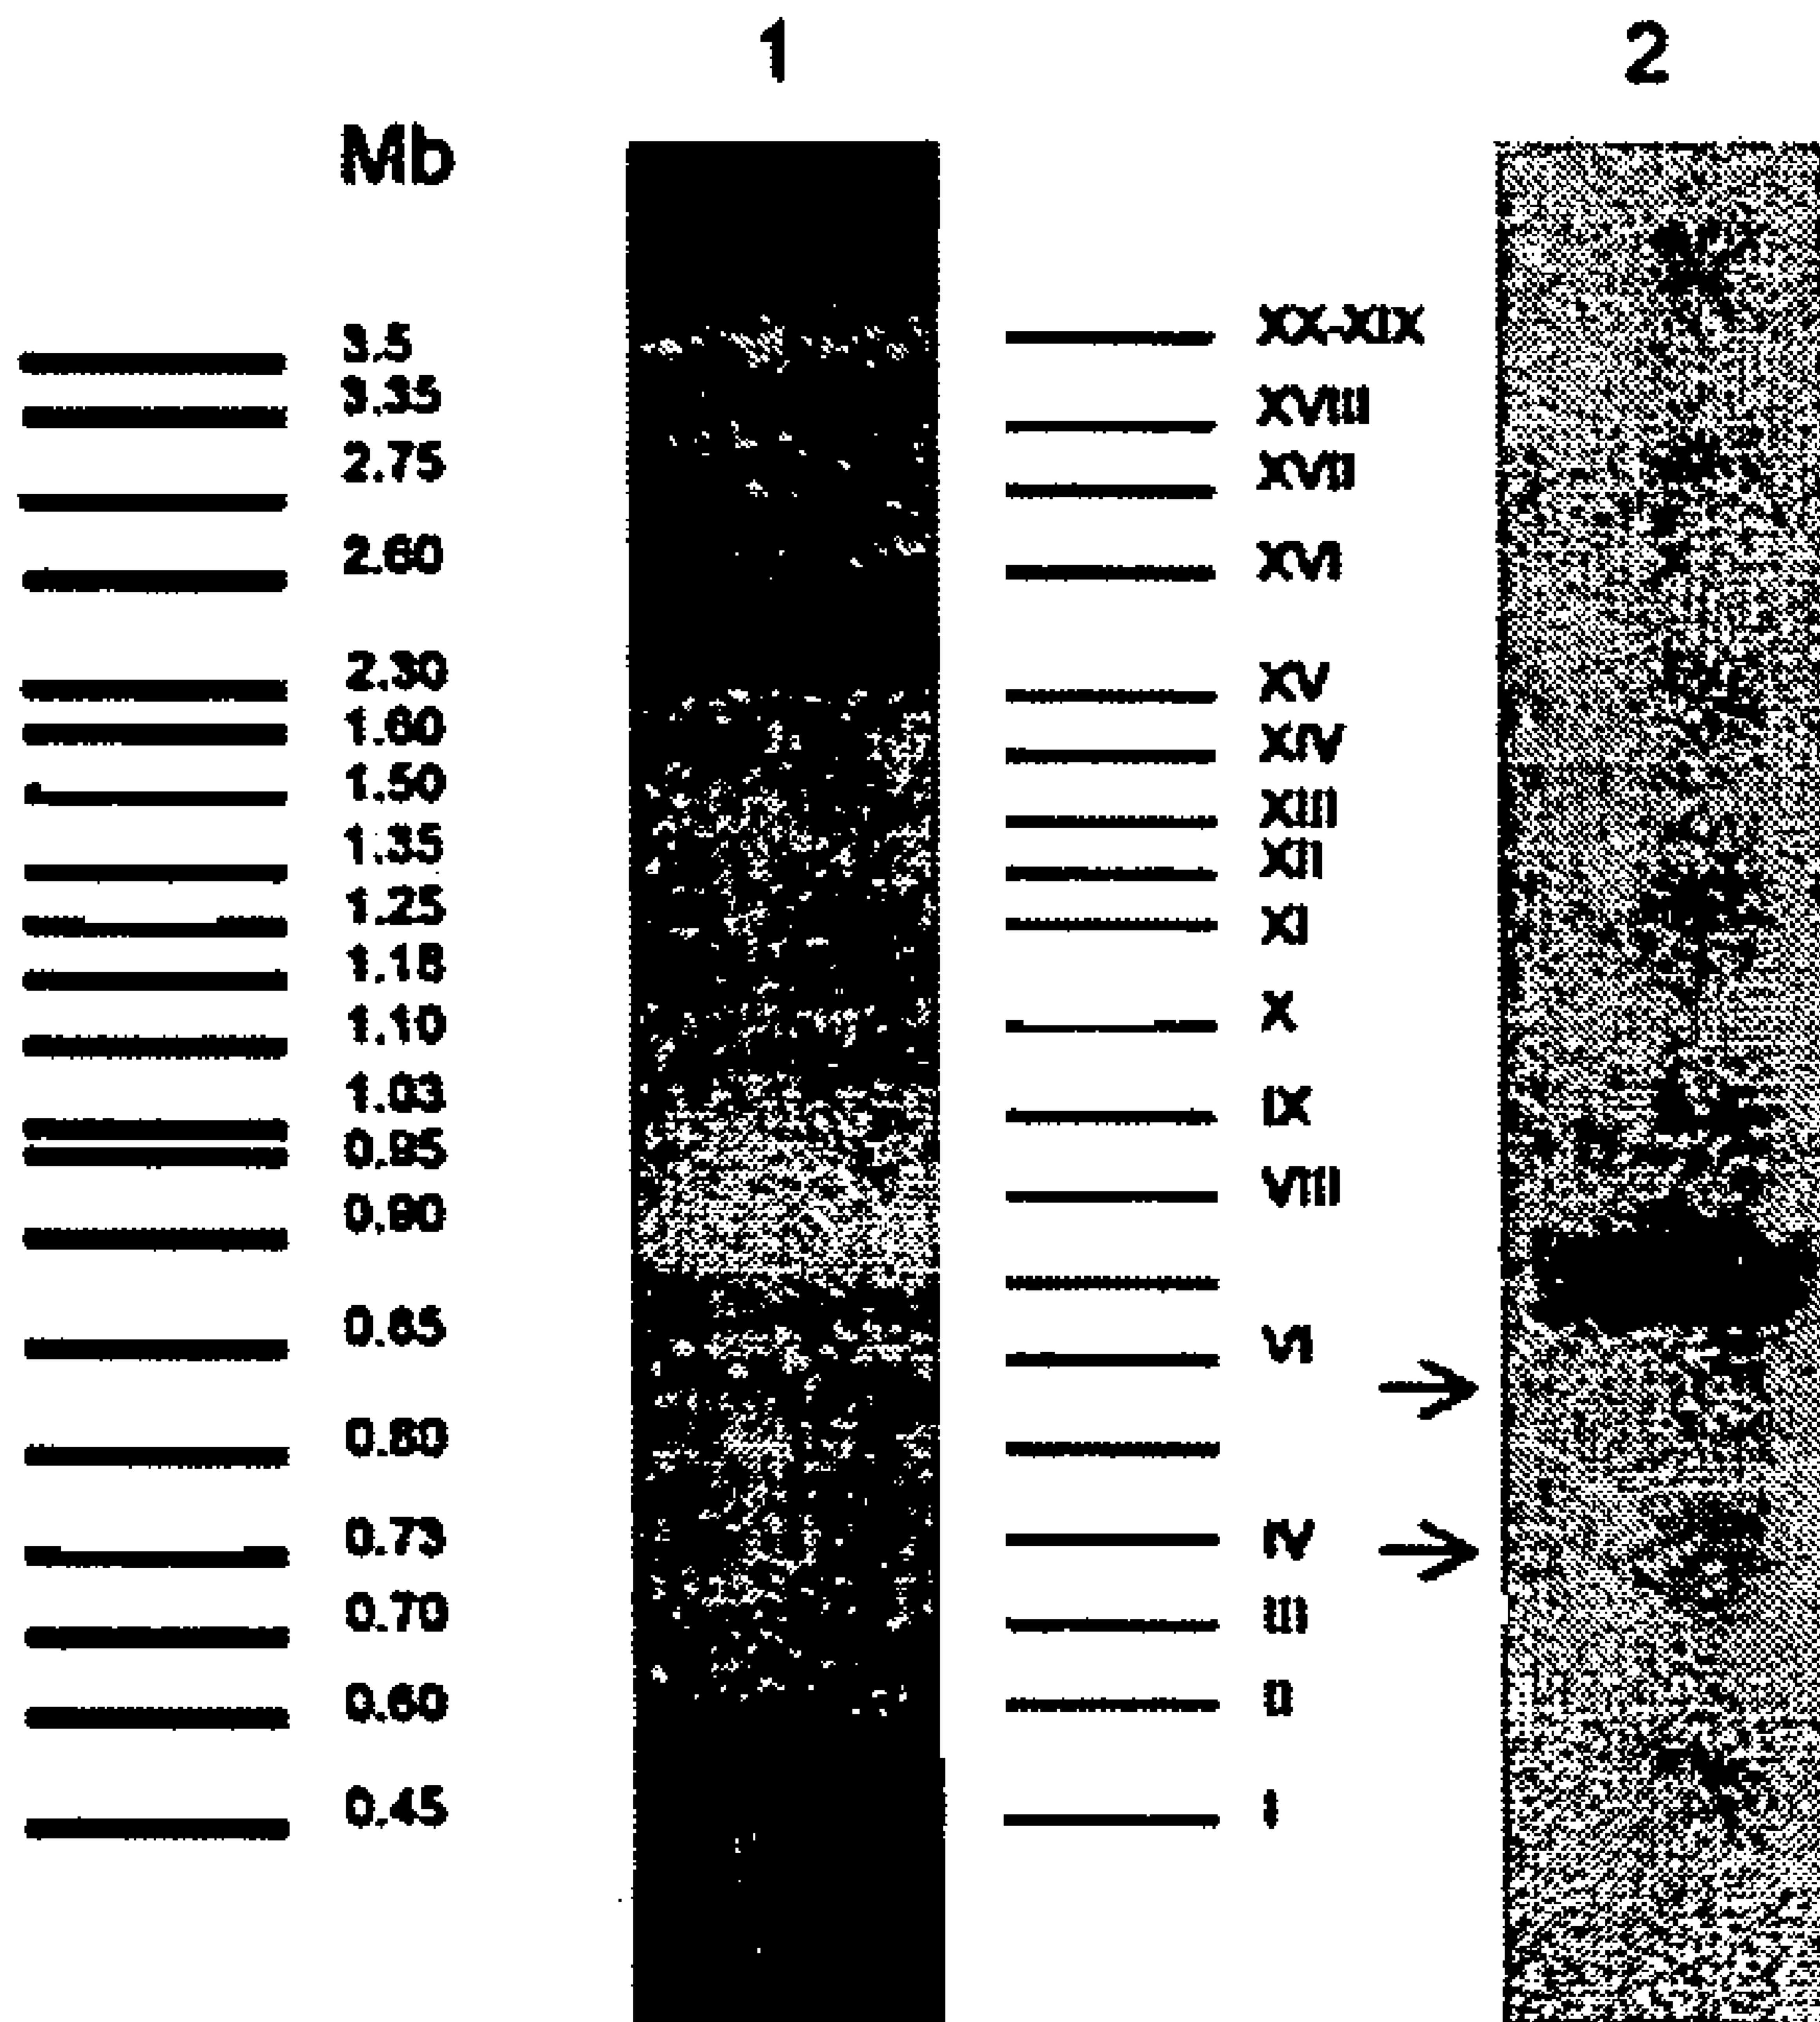 1 2
Mb
3.5 XX-XIX
3.35 XVIII
2.75 XVII
2.60 XVI
2.30 XV
1.60 XIV
1.50 XIII
1.35 XII
1.25 XI
1.18
1.10 X
1.03 IX
0.95
0.90 VIII
0.85 VI
0.80
0.73 IV
0.70 III
0.60 II
0.45 I